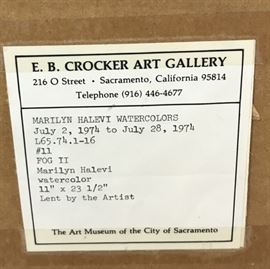 E. B. CROCKER ART GALLERY
216 O Street • Sacramento, California 95814
Telephone (916) 446-4677
MARILYN HALEVI WATERCOLORS
July 2, 1974 to July 28, 1974
L65.74.1-16
#11
FOG II
Marilyn Halevi
watercolor
11" x 23 1/2"
Lent by the Artist
The Art Museum of the City of Sacramento